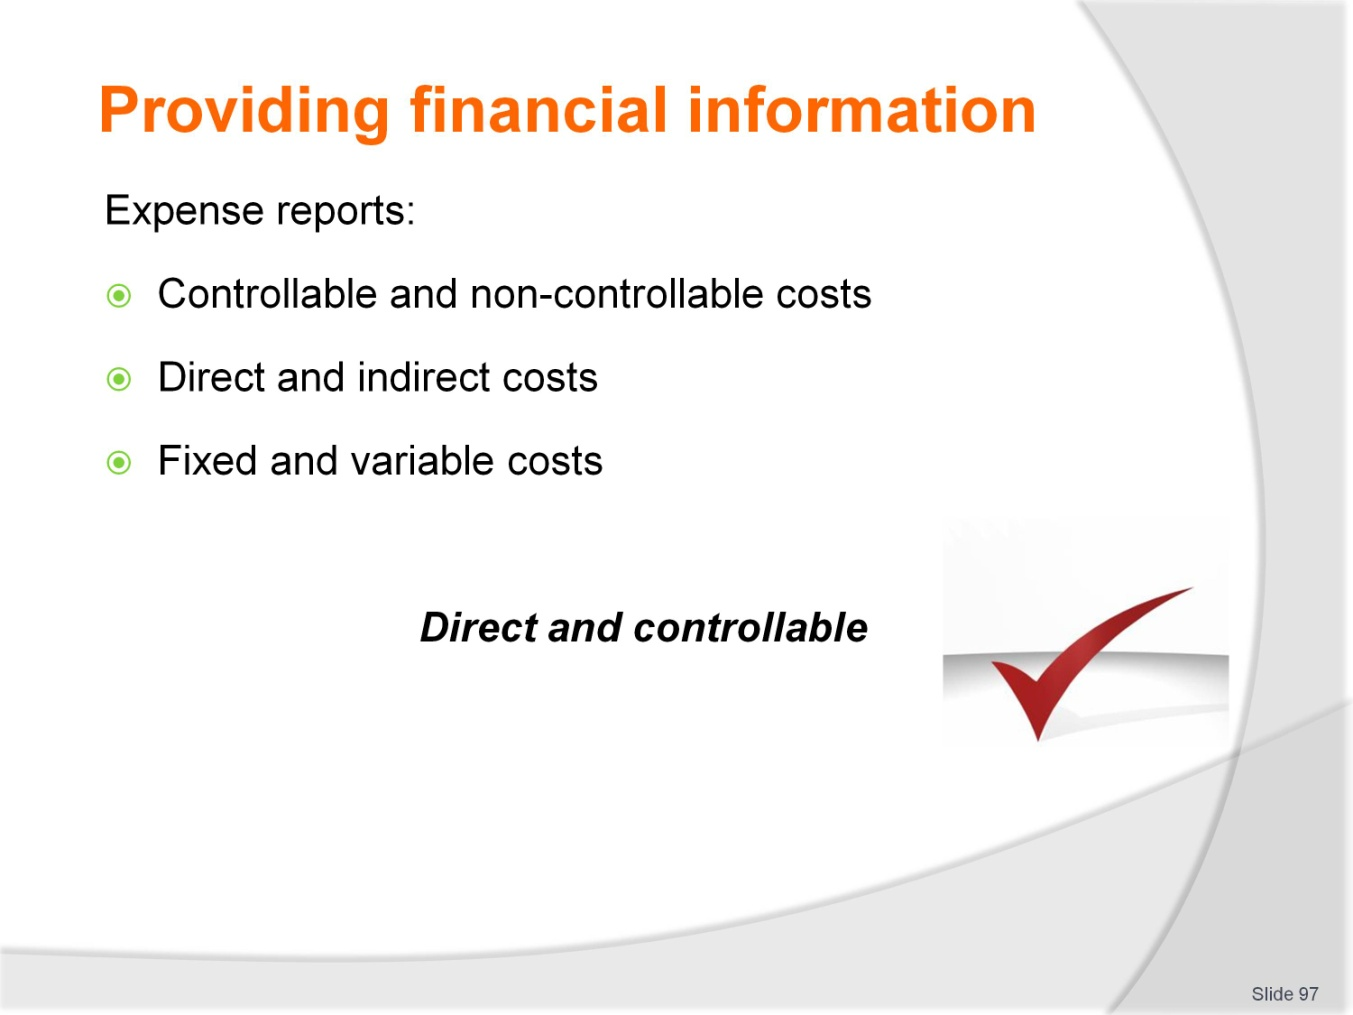 Providing financial information
Expense reports:
Controllable and non-controllable costs
Direct and indirect costs
Fixed and variable costs
Direct and controllable
Slide 97